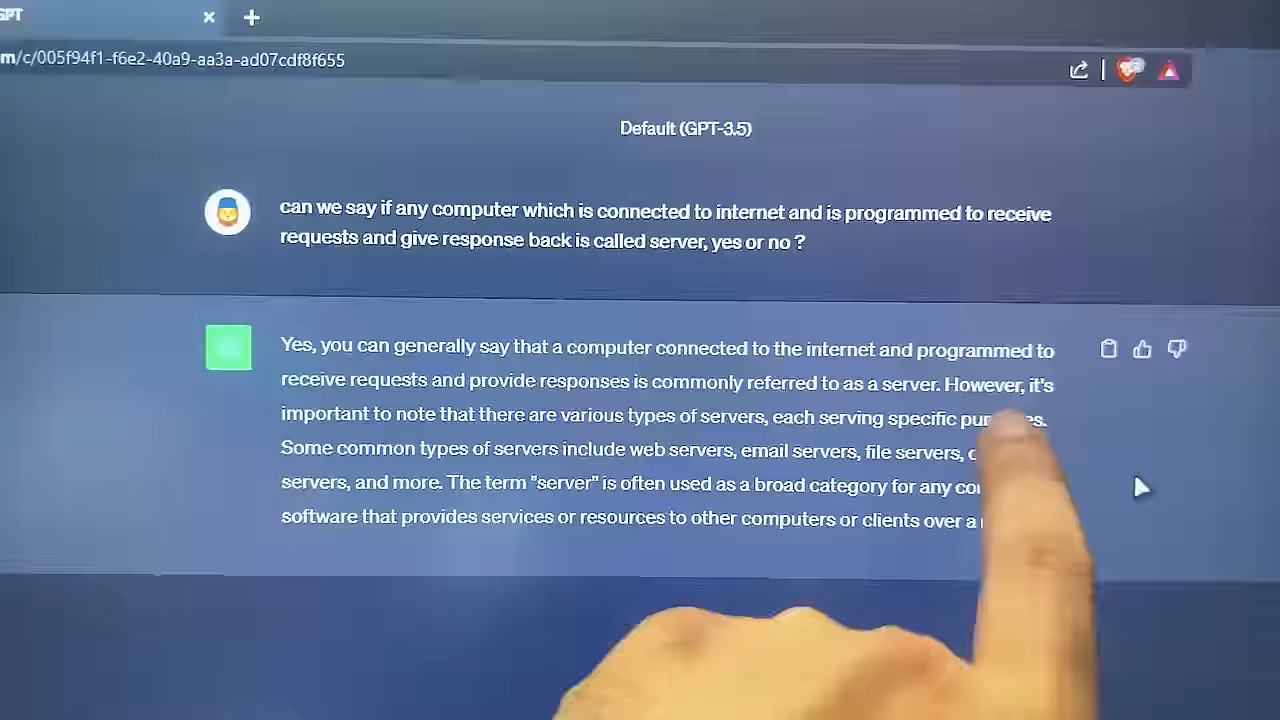 GPT
m/c/005f94f1-f6e2-40a9-aa3a-ad07cdf8f655
Default (GPT-3.5)
can we say if any computer which is connected to internet and is programmed to receive
requests and give response back is called server, yes or no ?
Yes, you can generally say that a computer connected to the internet and programmed to
receive requests and provide responses is commonly referred to as a server. However, it's
important to note that there are various types of servers, each serving specific
Some common types of servers include web servers, email servers, file servers,
servers, and more. The term "server" is often used as a broad category for any
software that provides services or resources to other computers or clients over a